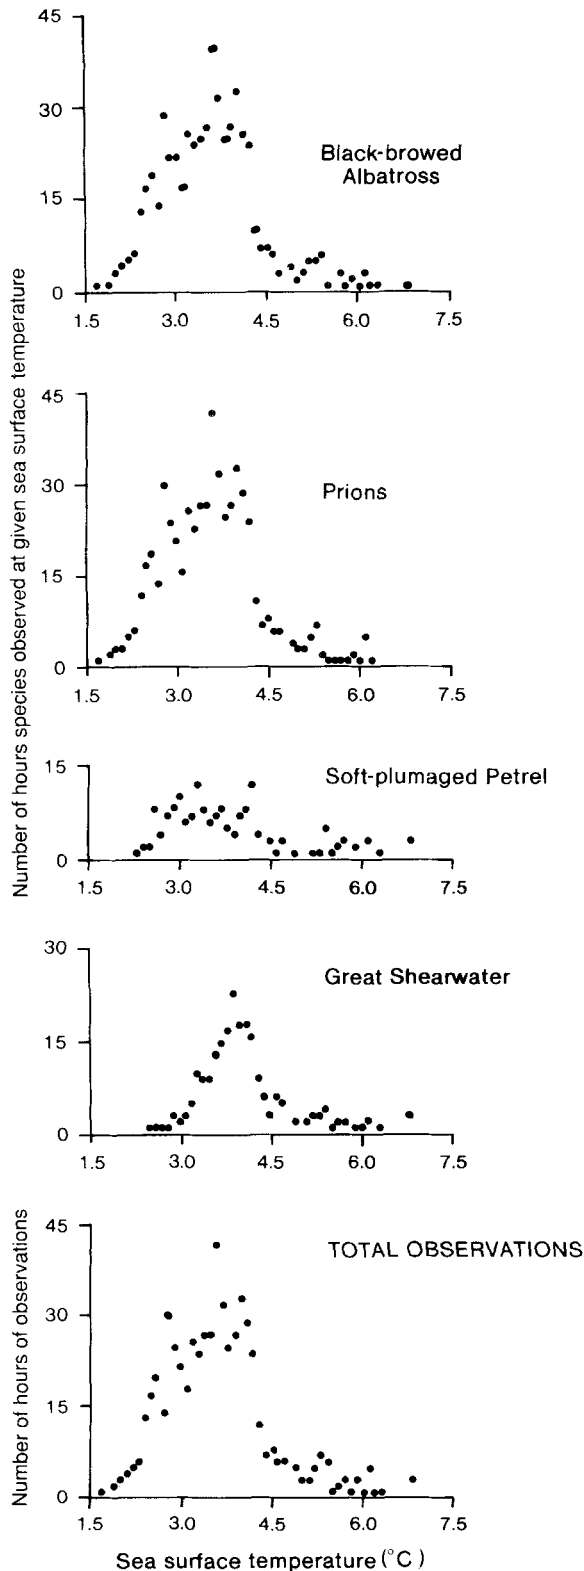 Number of hours species observed at given sea surface temperature
45
30
15
0
1.5 3.0 4.5 6.0 7.5
Black-browed
Albatross
45
30
15
0
1.5 3.0 4.5 6.0 7.5
Prions
15
0
1.5 3.0 4.5 6.0 7.5
Soft-plumaged Petrel
30
15
0
1.5 3.0 4.5 6.0 7.5
Great Shearwater
Number of hours of observations
45
30
15
0
1.5 3.0 4.5 6.0 7.5
TOTAL OBSERVATIONS
Sea surface temperature (°C)